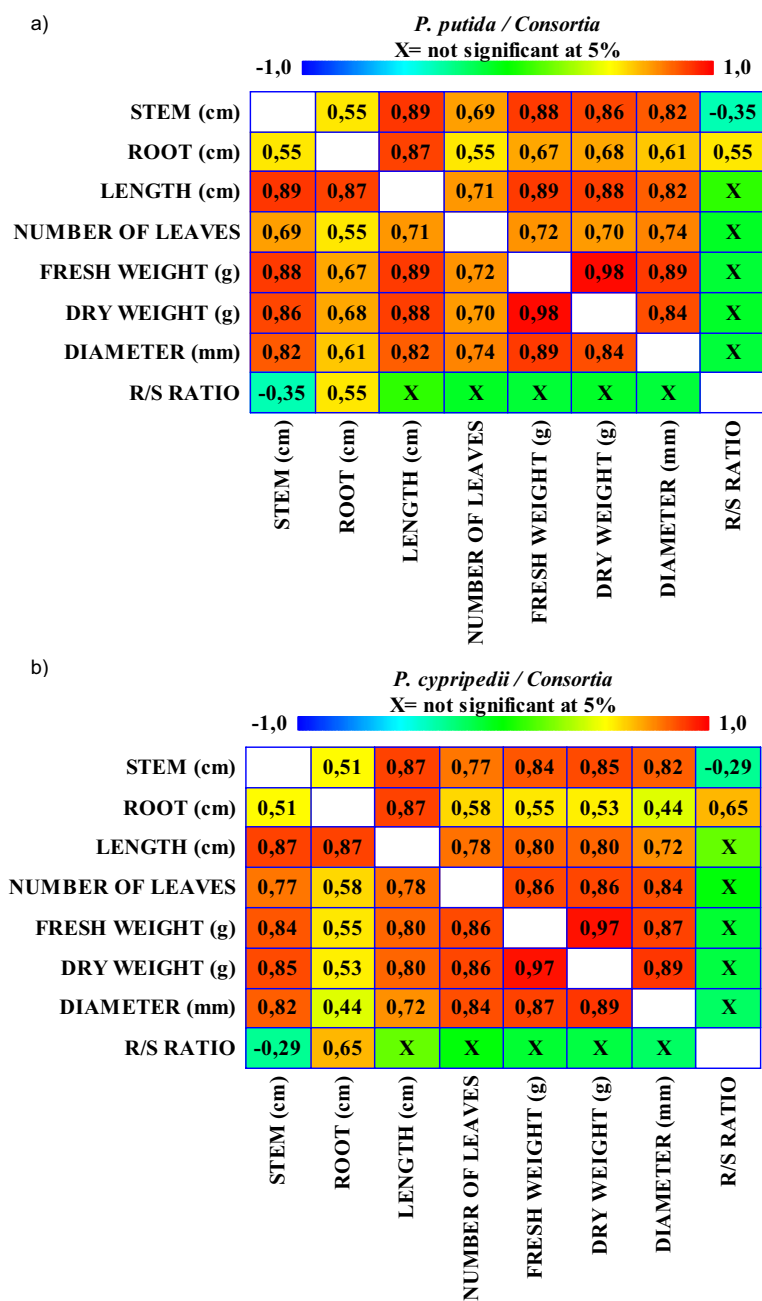 a)
P. putida / Consortia
X= not significant at 5%
-1,0 1,0
STEM (cm) 0,55 0,89 0,69 0,88 0,86 0,82 -0,35
ROOT (cm) 0,55 0,87 0,55 0,67 0,68 0,61 0,55
LENGTH (cm) 0,89 0,87 0,71 0,89 0,88 0,82 X
NUMBER OF LEAVES 0,69 0,55 0,71 0,72 0,70 0,74 X
FRESH WEIGHT (g) 0,88 0,67 0,89 0,72 0,98 0,89 X
DRY WEIGHT (g) 0,86 0,68 0,88 0,70 0,98 0,84 X
DIAMETER (mm) 0,82 0,61 0,82 0,74 0,89 0,84 X
R/S RATIO -0,35 0,55 X X X X X
STEM (cm)
ROOT (cm)
LENGTH (cm)
NUMBER OF LEAVES
FRESH WEIGHT (g)
DRY WEIGHT (g)
DIAMETER (mm)
R/S RATIO
b)
P. cypripedii / Consortia
X= not significant at 5%
-1,0 1,0
STEM (cm) 0,51 0,87 0,77 0,84 0,85 0,82 -0,29
ROOT (cm) 0,51 0,87 0,58 0,55 0,53 0,44 0,65
LENGTH (cm) 0,87 0,87 0,78 0,80 0,80 0,72 X
NUMBER OF LEAVES 0,77 0,58 0,78 0,86 0,86 0,84 X
FRESH WEIGHT (g) 0,84 0,55 0,80 0,86 0,97 0,87 X
DRY WEIGHT (g) 0,85 0,53 0,80 0,86 0,97 0,89 X
DIAMETER (mm) 0,82 0,44 0,72 0,84 0,87 0,89 X
R/S RATIO -0,29 0,65 X X X X X
STEM (cm)
ROOT (cm)
LENGTH (cm)
NUMBER OF LEAVES
FRESH WEIGHT (g)
DRY WEIGHT (g)
DIAMETER (mm)
R/S RATIO